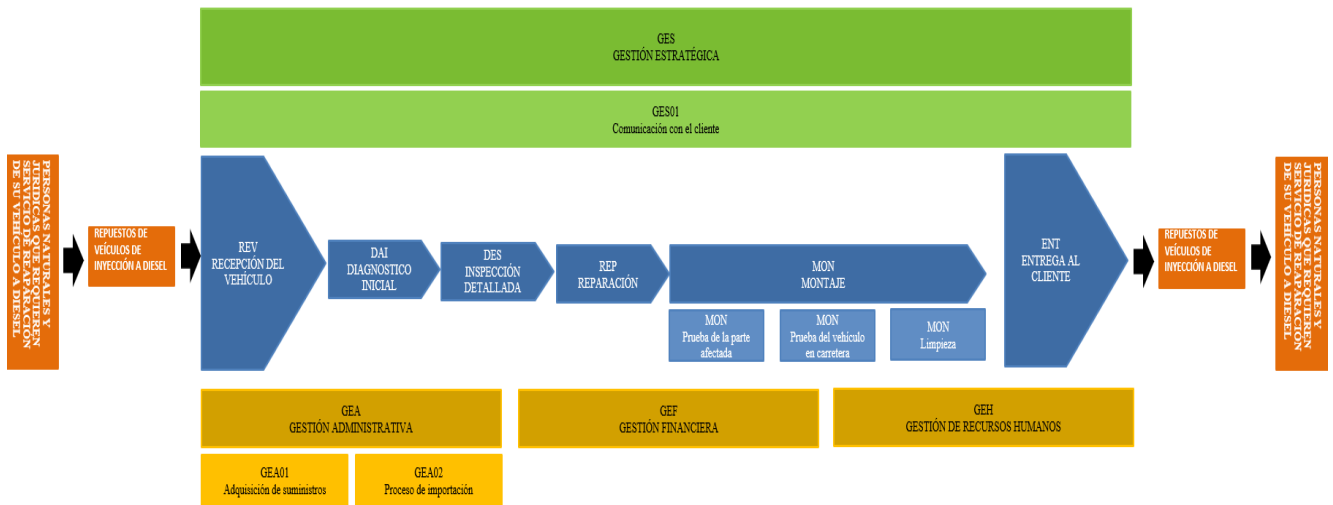 GES
GESTIÓN ESTRATÉGICA
GES01
Comunicación con el cliente
PERSONAS NATURALES Y
JURIDICAS QUE REQUIEREN
SERVICIO DE REAPARACIÓN
DE SU VEHÍCULO A DIESEL
REPUESTOS DE
VEÍCULOS DE
INYECCIÓN A DIESEL
REV
RECEPCIÓN DEL
VEHÍCULO
DAI
DIAGNOSTICO
INICIAL
DES
INSPECCIÓN
DETALLADA
REP
REPARACIÓN
MON
MONTAJE
MON
Prueba de la parte
afectada
MON
Prueba del vehículo
en carretera
MON
Limpieza
ENT
ENTREGA AL
CLIENTE
REPUESTOS DE
VEÍCULOS DE
INYECCIÓN A DIESEL
PERSONAS NATURALES Y
JURIDICAS QUE REQUIEREN
SERVICIO DE REAPARACIÓN
DE SU VEHÍCULO A DIESEL
GEA
GESTIÓN ADMINISTRATIVA
GEF
GESTIÓN FINANCIERA
GEH
GESTIÓN DE RECURSOS HUMANOS
GEA01
Adquisición de suministros
GEA02
Proceso de importación